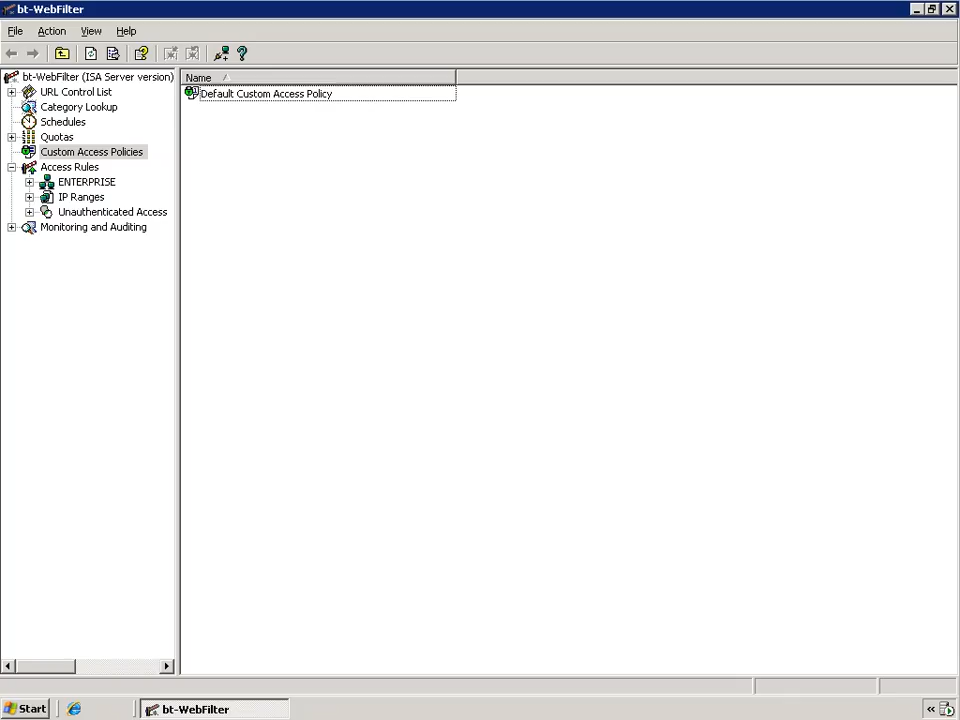 bt-WebFilter
File Action View Help
bt-WebFilter (ISA Server version)
URL Control List
Category Lookup
Schedules
Quotas
Custom Access Policies
Access Rules
ENTERPRISE
IP Ranges
Unauthenticated Access
Monitoring and Auditing
Name
Default Custom Access Policy
Start
bt-WebFilter